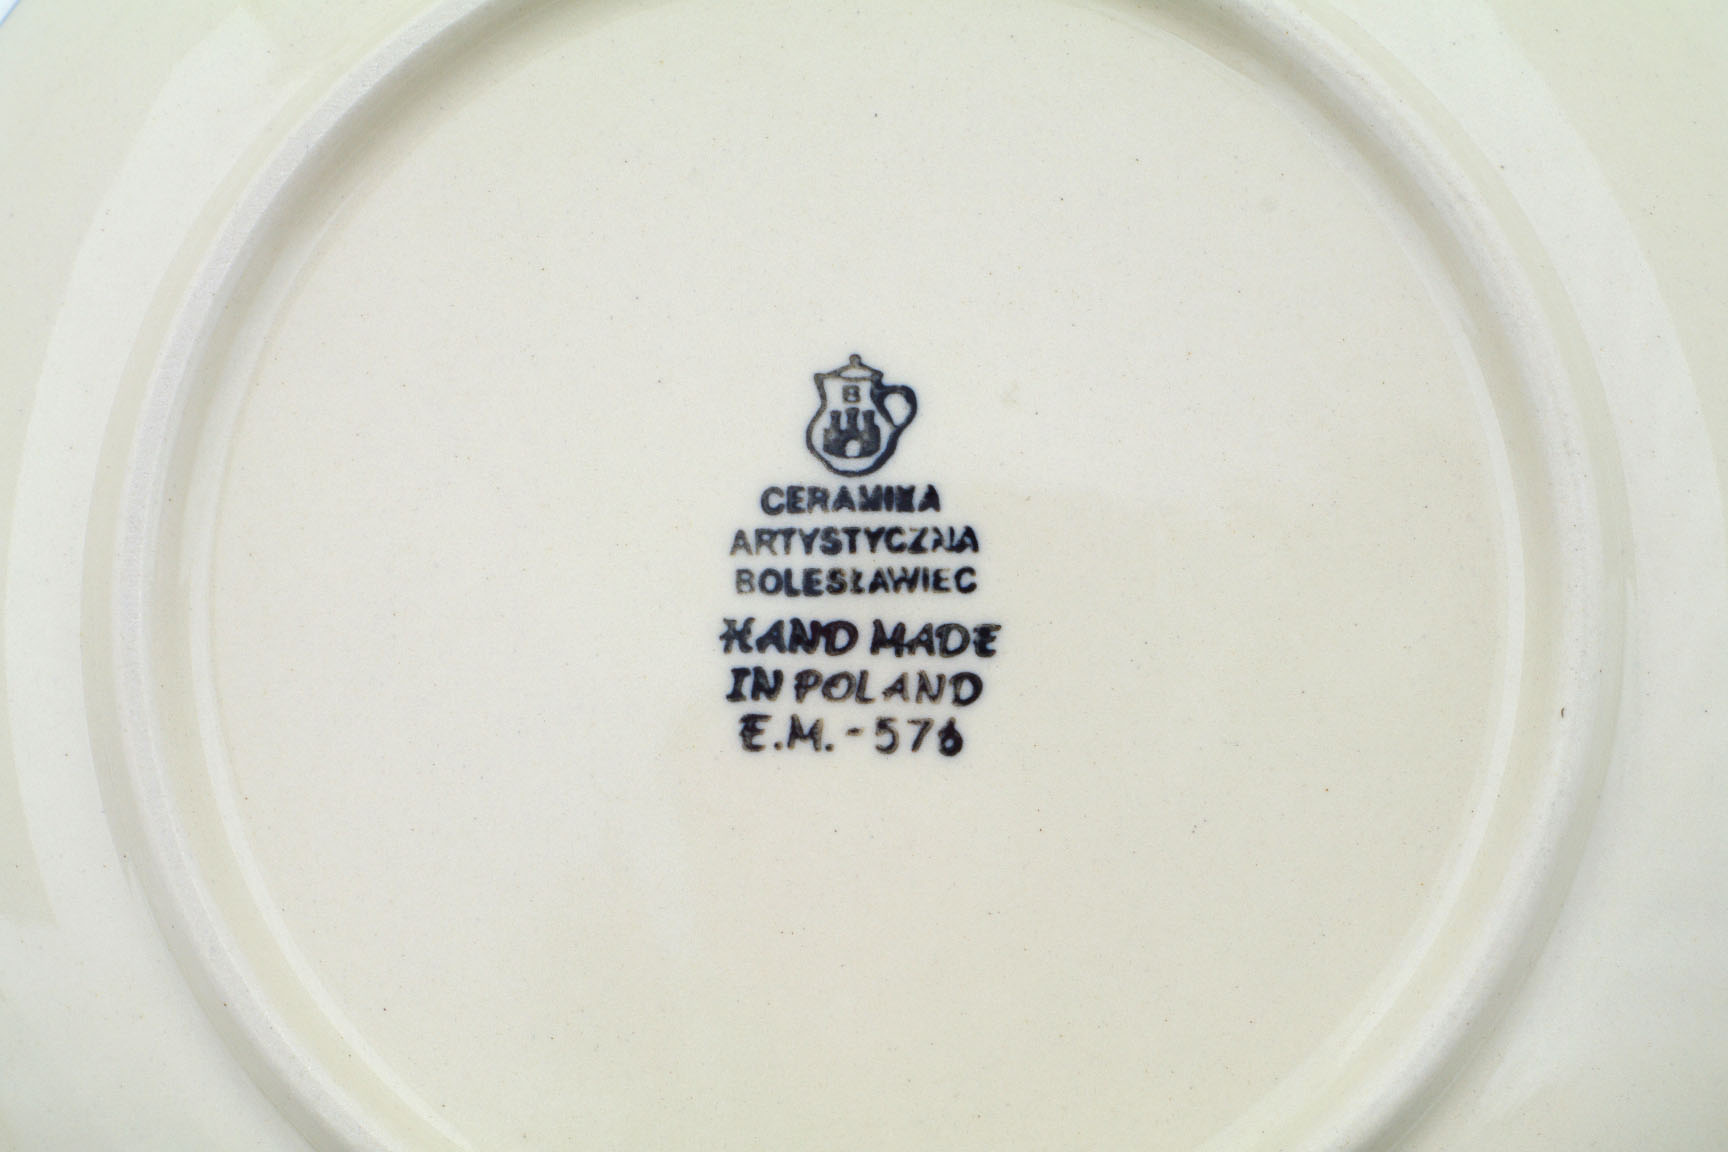 B
CERAMIKA
ARTYSTYCZNA
BOLESŁAWIEC
HAND MADE
IN POLAND
E.M. - 576